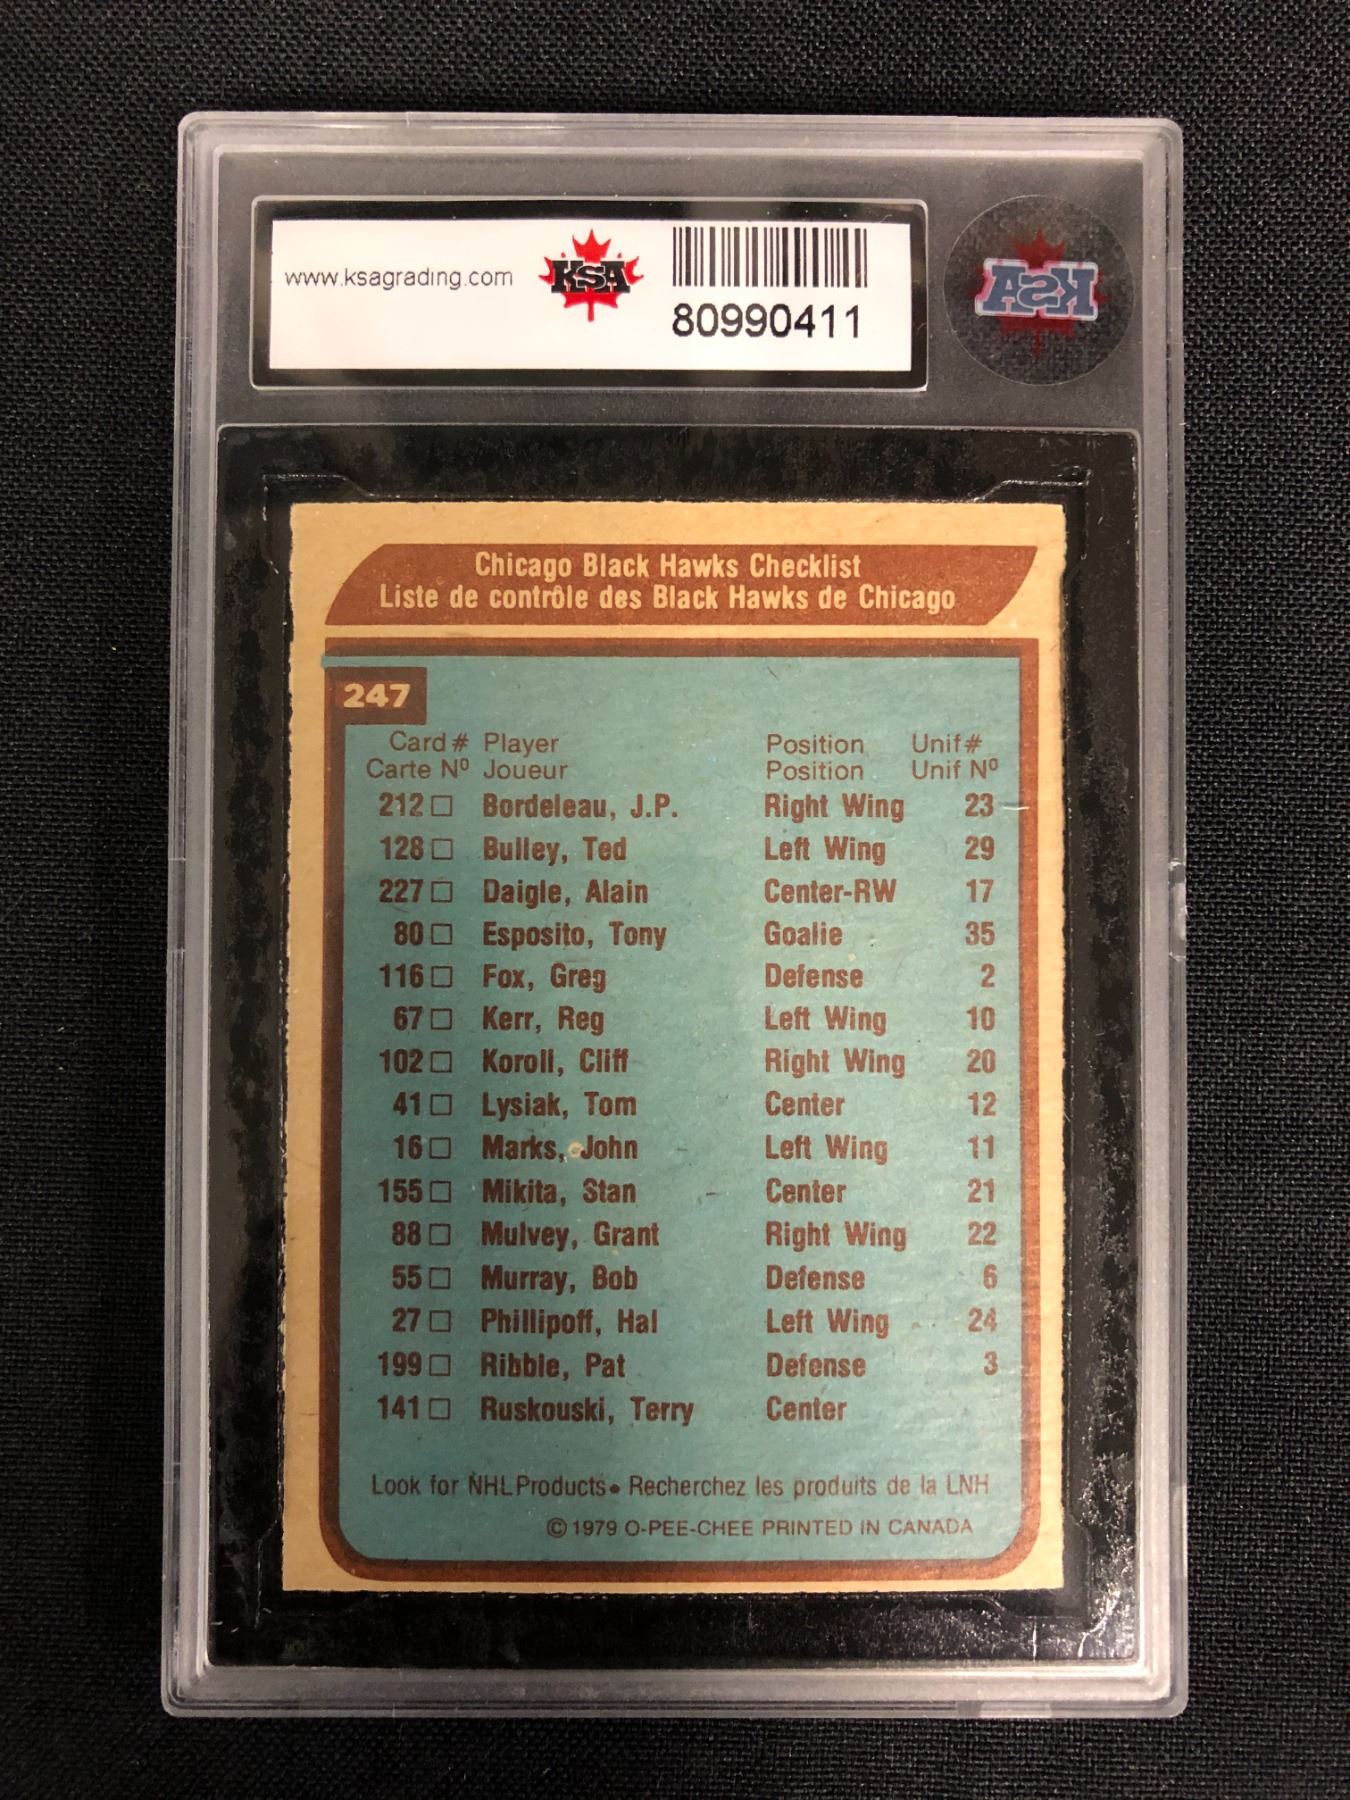 www.ksagrading.com
KSA
80990411
KSA
Chicago Black Hawks Checklist
Liste de contrôle des Black Hawks de Chicago
247
Card # Player Position Unif#
Carte Nº Joueur Position Unif Nº
212 □ Bordeleau, J.P. Right Wing 23
128 □ Bulley, Ted Left Wing 29
227 □ Daigle, Alain Center-RW 17
80 □ Esposito, Tony Goalie 35
116 □ Fox, Greg Defense 2
67 □ Kerr, Reg Left Wing 10
102 □ Koroll, Cliff Right Wing 20
41 □ Lysiak, Tom Center 12
16 □ Marks, John Left Wing 11
155 □ Mikita, Stan Center 21
88 □ Mulvey, Grant Right Wing 22
55 □ Murray, Bob Defense 6
27 □ Phillipoff, Hal Left Wing 24
199 □ Ribble, Pat Defense 3
141 □ Ruskouski, Terry Center
Look for NHL Products • Recherchez les produits de la LNH
© 1979 O-PEE-CHEE PRINTED IN CANADA